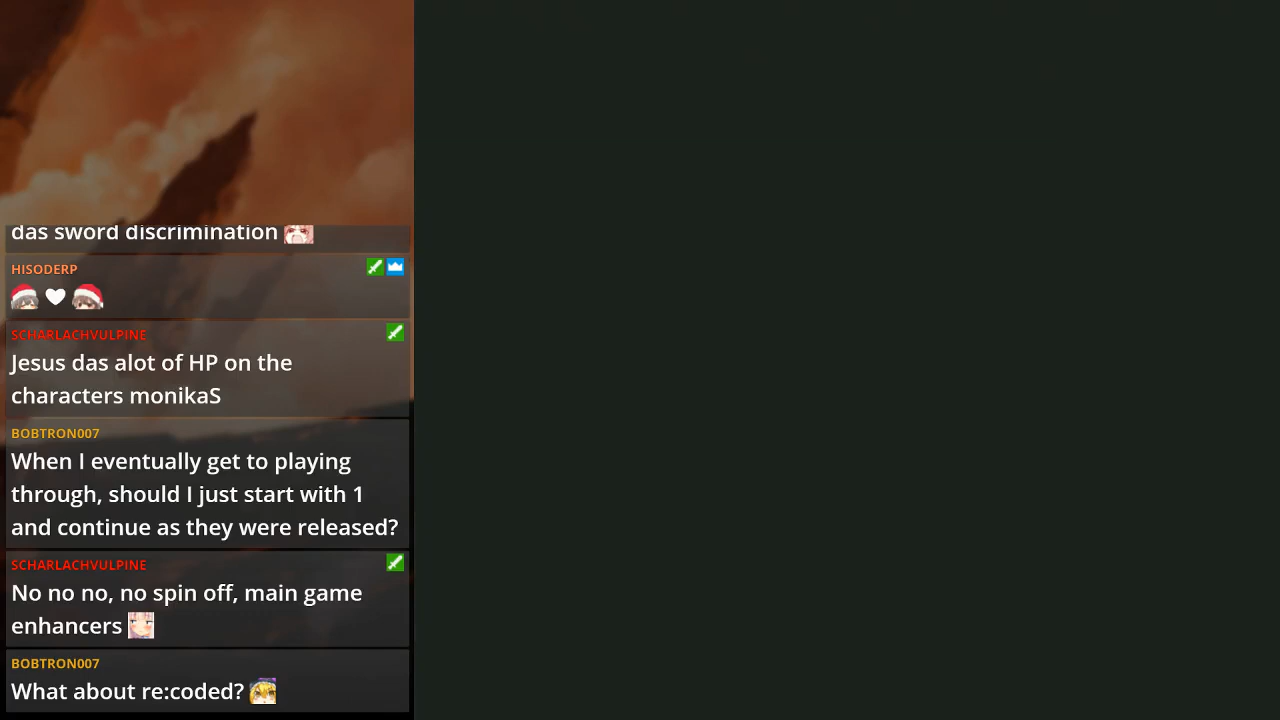 das sword discrimination
HISODERP
SCHARLACHVULPINE
Jesus das alot of HP on the
characters monikaS
BOBTRON007
When I eventually get to playing
through, should I just start with 1
and continue as they were released?
SCHARLACHVULPINE
No no no, no spin off, main game
enhancers
BOBTRON007
What about re:coded?